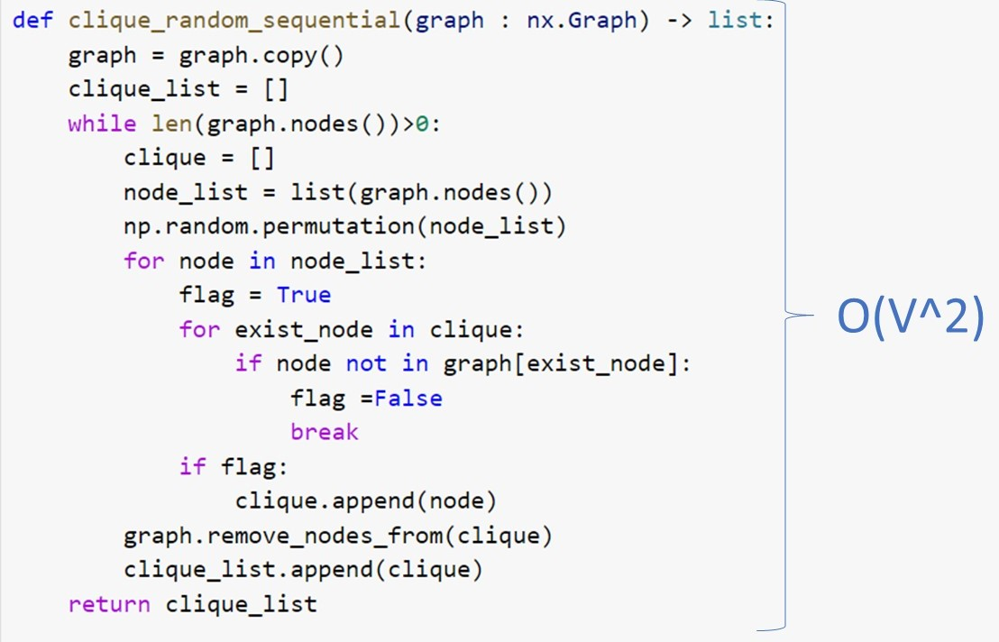 def clique_random_sequential(graph : nx.Graph) -> list:
    graph = graph.copy()
    clique_list = []
    while len(graph.nodes())>0:
        clique = []
        node_list = list(graph.nodes())
        np.random.permutation(node_list)
        for node in node_list:
            flag = True
            for exist_node in clique:
                if node not in graph[exist_node]:
                    flag =False
                    break
            if flag:
                clique.append(node)
        graph.remove_nodes_from(clique)
        clique_list.append(clique)
    return clique_list
O(V^2)